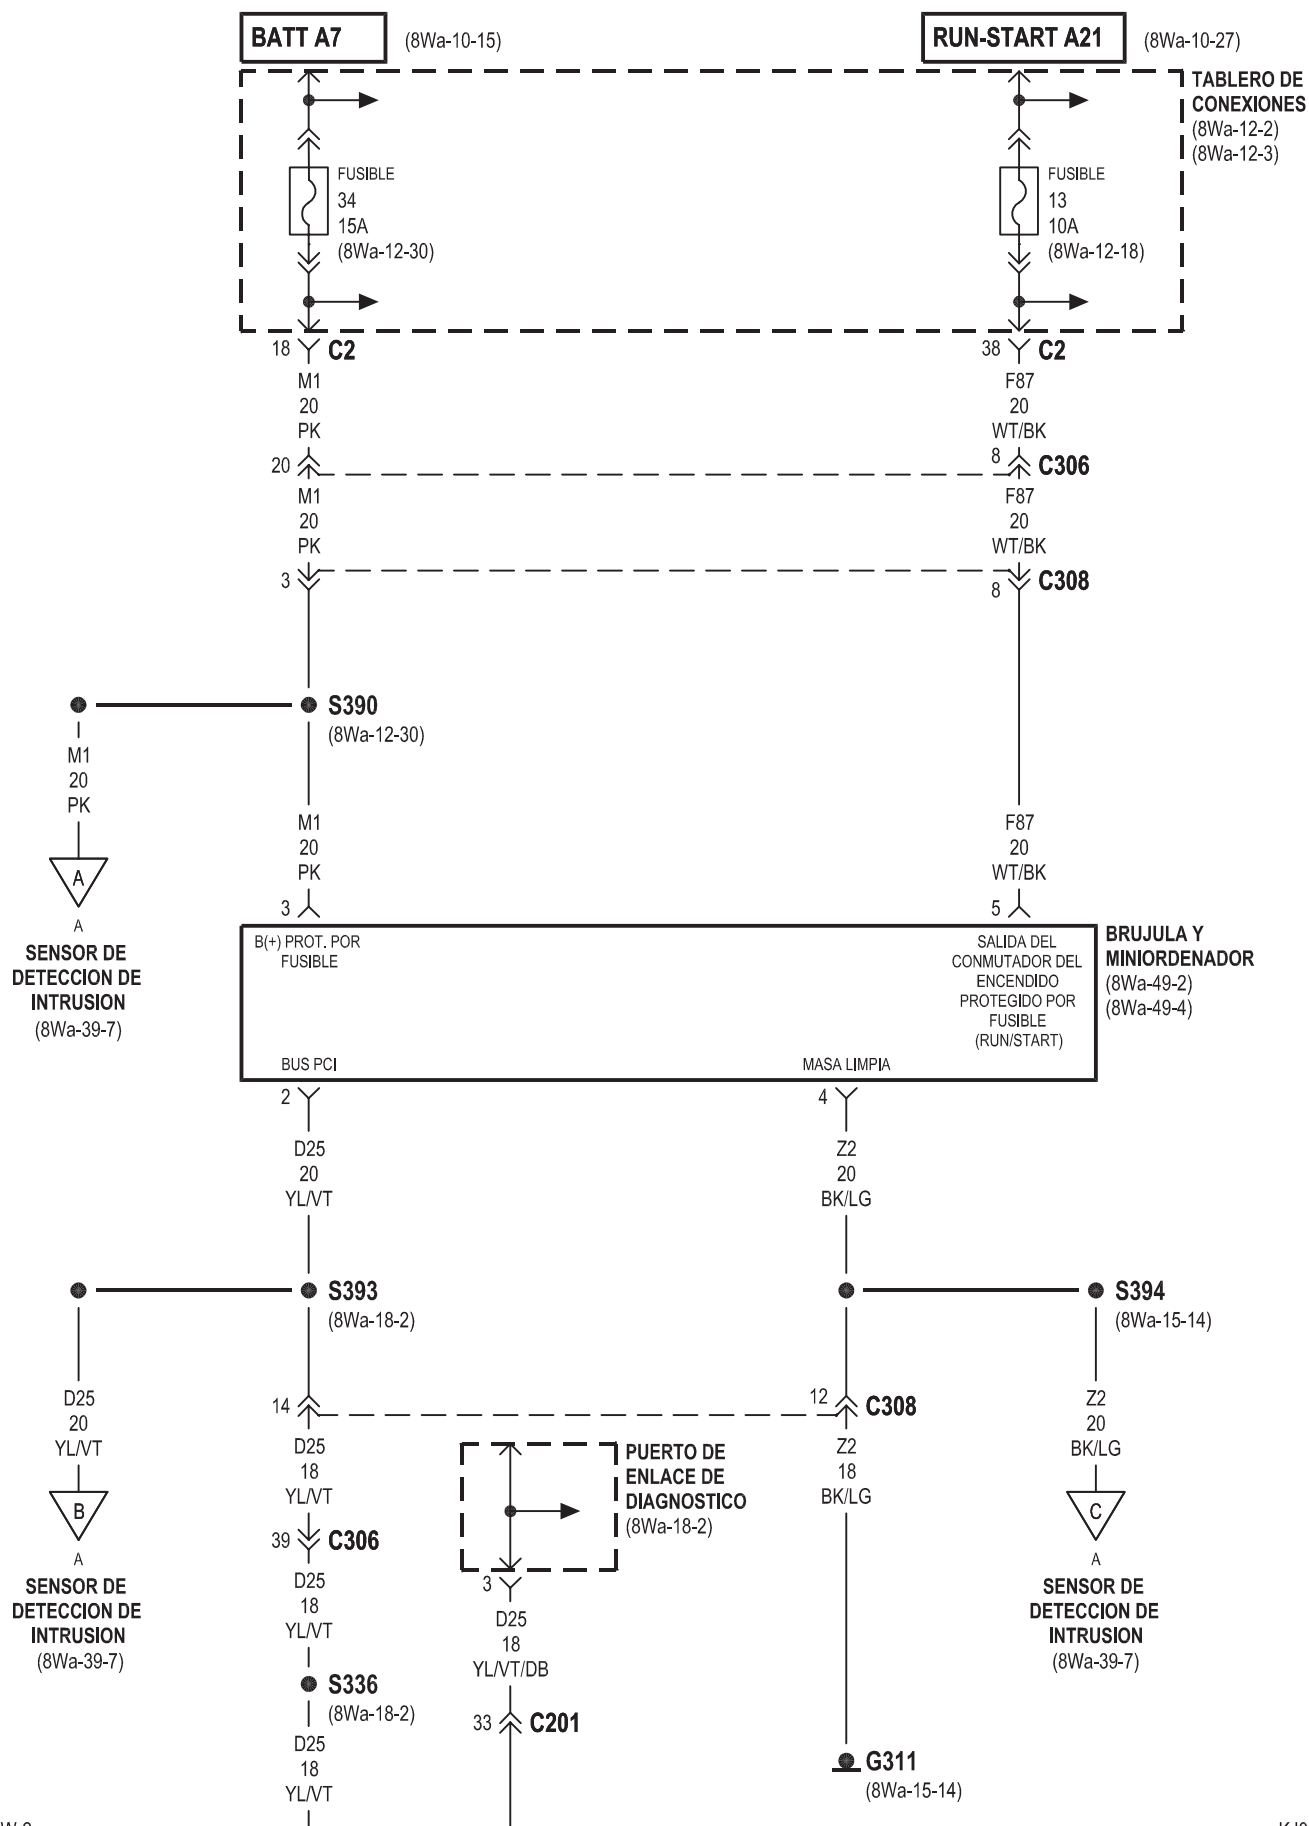 BATT A7
(8Wa-10-15)
RUN-START A21
(8Wa-10-27)
TABLERO DE
CONEXIONES
(8Wa-12-2)
(8Wa-12-3)
FUSIBLE
34
15A
(8Wa-12-30)
FUSIBLE
13
10A
(8Wa-12-18)
18
C2
38
C2
M1
20
PK
F87
20
WT/BK
20
8
C306
M1
20
PK
F87
20
WT/BK
3
8
C308
S390
(8Wa-12-30)
M1
20
PK
A
A
SENSOR DE
DETECCION DE
INTRUSION
(8Wa-39-7)
M1
20
PK
F87
20
WT/BK
3
5
B(+) PROT. POR
FUSIBLE
SALIDA DEL
CONMUTADOR DEL
ENCENDIDO
PROTEGIDO POR
FUSIBLE
(RUN/START)
BRUJULA Y
MINIORDENADOR
(8Wa-49-2)
(8Wa-49-4)
BUS PCI
MASA LIMPIA
2
4
D25
20
YL/VT
Z2
20
BK/LG
S393
(8Wa-18-2)
S394
(8Wa-15-14)
D25
20
YL/VT
B
A
SENSOR DE
DETECCION DE
INTRUSION
(8Wa-39-7)
14
12
C308
D25
18
YL/VT
39
C306
D25
18
YL/VT
S336
(8Wa-18-2)
D25
18
YL/VT
PUERTO DE
ENLACE DE
DIAGNOSTICO
(8Wa-18-2)
3
D25
18
YL/VT/DB
33
C201
Z2
18
BK/LG
G311
(8Wa-15-14)
Z2
20
BK/LG
C
A
SENSOR DE
DETECCION DE
INTRUSION
(8Wa-39-7)